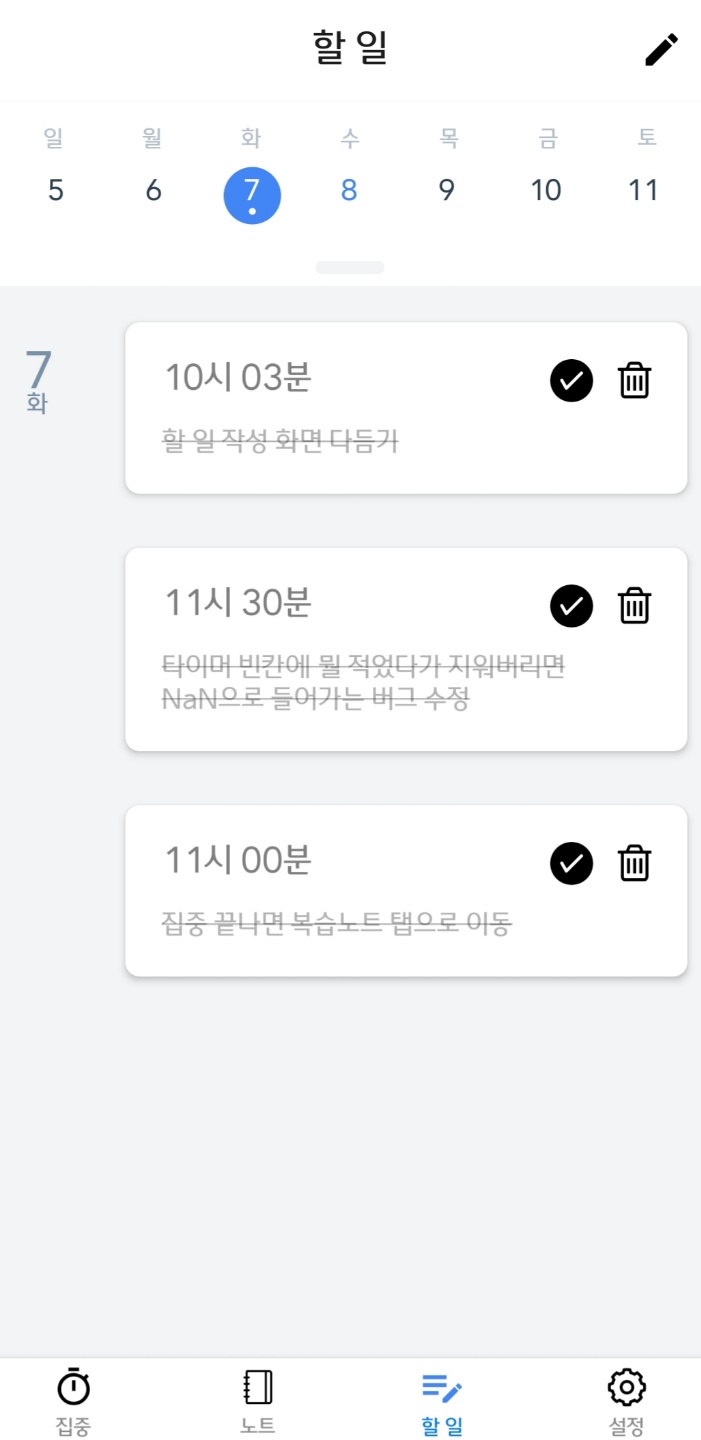 할 일
일 월 화 수 목 금 토
5 6 7 8 9 10 11
7
화
10시 03분
할 일 작성 화면 다듬기
11시 30분
타이머 빈칸에 뭘 적었다가 지워버리면
NaN으로 들어가는 버그 수정
11시 00분
집중 끝나면 복습노트 탭으로 이동
집중 노트 할 일 설정